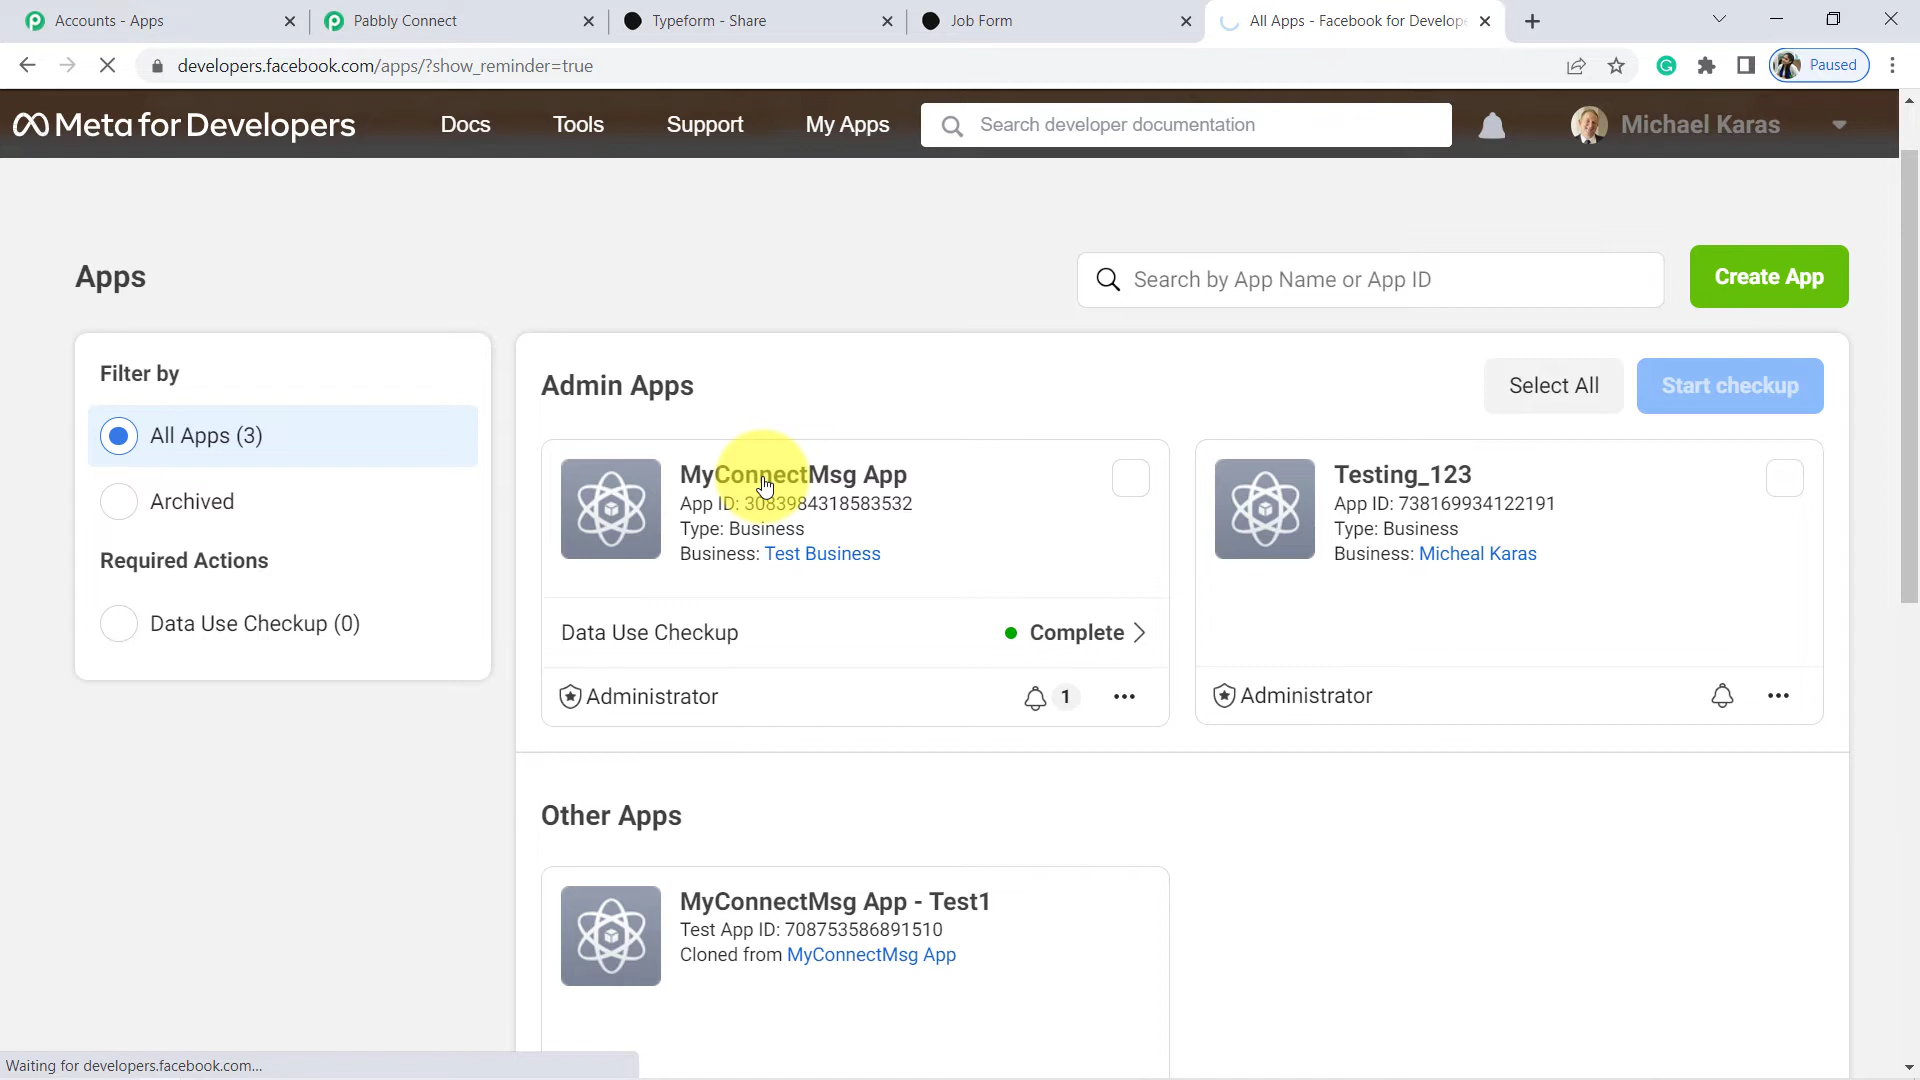 Accounts - Apps
Pabbly Connect
Typeform - Share
Job Form
All Apps - Facebook for Develope
developers.facebook.com/apps/?show_reminder=true
Paused
Meta for Developers
Docs
Tools
Support
My Apps
Search developer documentation
Michael Karas
Apps
Search by App Name or App ID
Create App
Filter by
All Apps (3)
Archived
Required Actions
Data Use Checkup (0)
Admin Apps
Select All
Start checkup
MyConnectMsg App
App ID: 3083984318583532
Type: Business
Business: Test Business
Data Use Checkup
Complete
Administrator
1
Testing_123
App ID: 738169934122191
Type: Business
Business: Micheal Karas
Administrator
Other Apps
MyConnectMsg App - Test1
Test App ID: 708753586891510
Cloned from MyConnectMsg App
Waiting for developers.facebook.com...